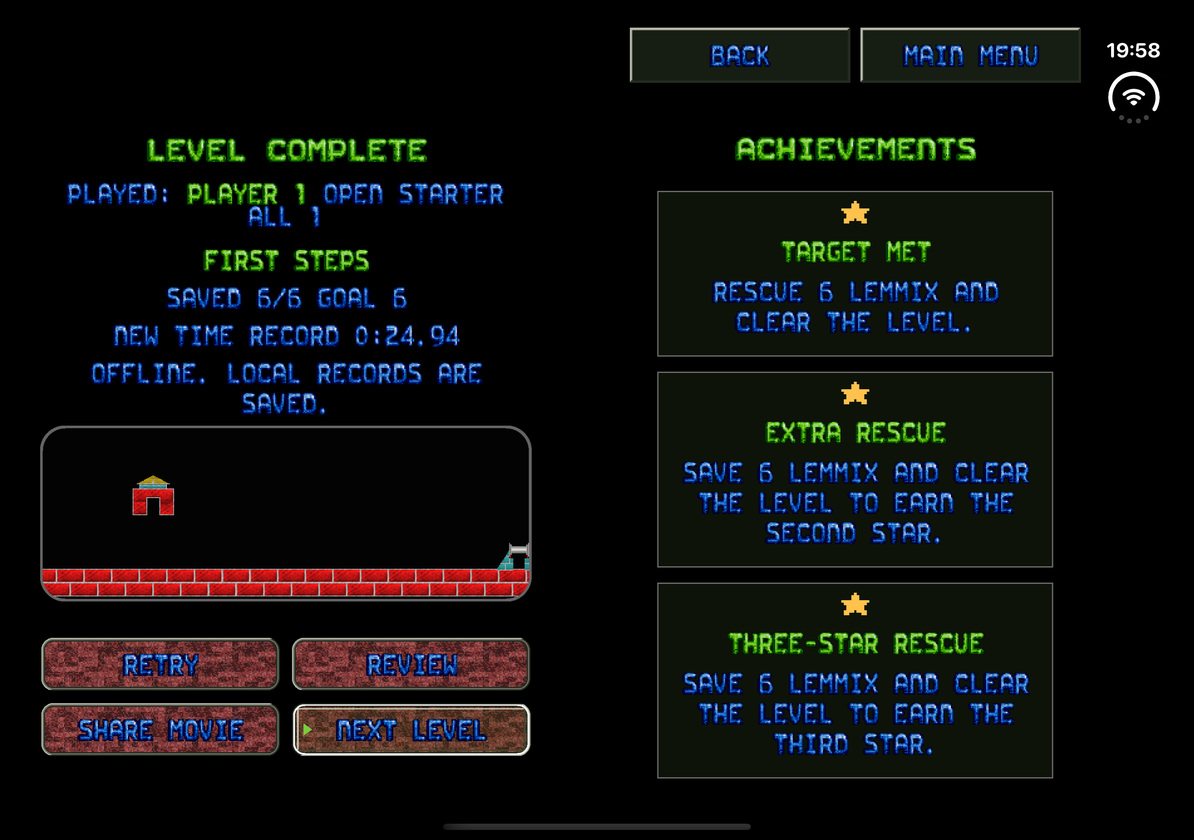 BACK
MAIN MENU
19:58
LEVEL COMPLETE
PLAYED: PLAYER 1 OPEN STARTER
ALL 1
FIRST STEPS
SAVED 6/6 GOAL 6
NEW TIME RECORD 0:24.94
OFFLINE. LOCAL RECORDS ARE
SAVED.
RETRY
REVIEW
SHARE MOVIE
NEXT LEVEL
ACHIEVEMENTS
TARGET MET
RESCUE 6 LEMMIX AND
CLEAR THE LEVEL.
EXTRA RESCUE
SAVE 6 LEMMIX AND CLEAR
THE LEVEL TO EARN THE
SECOND STAR.
THREE-STAR RESCUE
SAVE 6 LEMMIX AND CLEAR
THE LEVEL TO EARN THE
THIRD STAR.